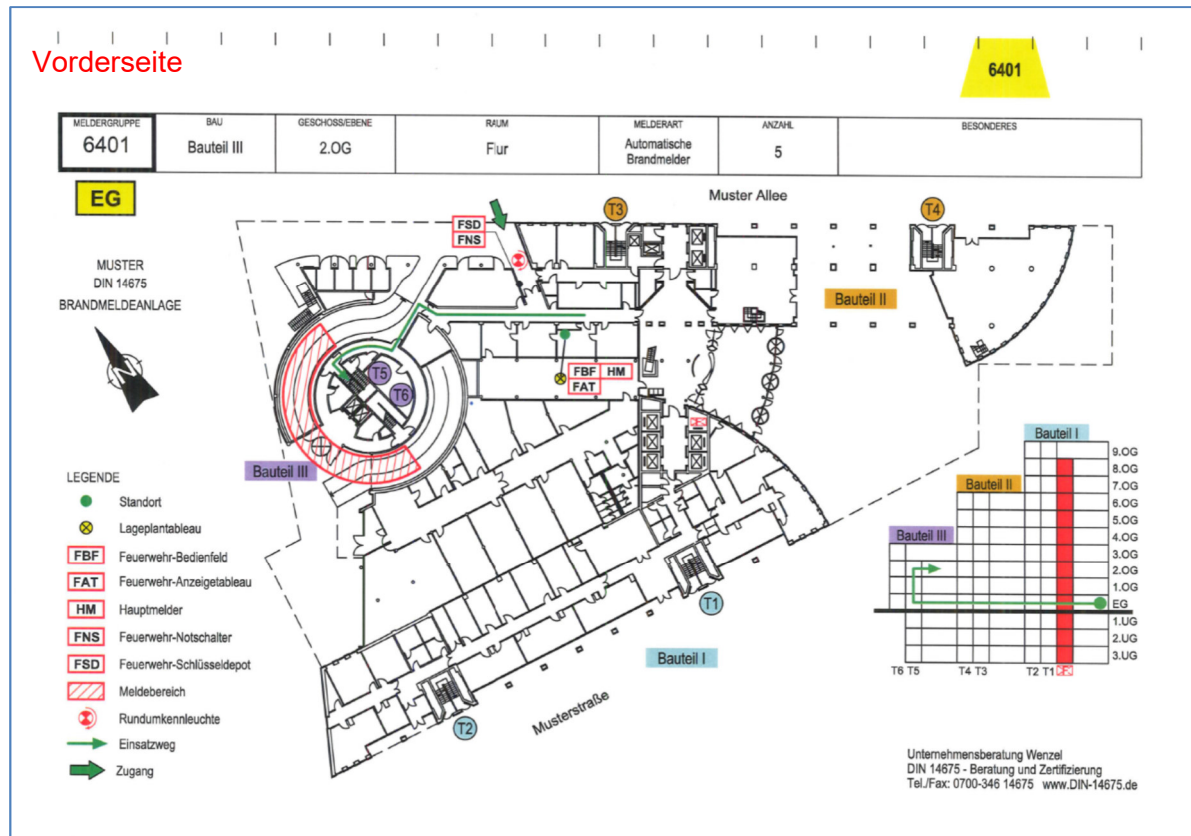 Vorderseite
6401
MELDERGRUPPE
6401
BAU
Bauteil III
GESCHOSS/EBENE
2.OG
RAUM
Flur
MELDERART
Automatische
Brandmelder
ANZAHL
5
BESONDERES
EG
MUSTER
DIN 14675
BRANDMELDEANLAGE
N
Muster Allee
FSD
FNS
T3
T4
Bauteil II
T5
T6
FBF HM
FAT
Bauteil III
T1
Bauteil I
T2
Musterstraße
LEGENDE
Standort
Lageplantableau
FBF Feuerwehr-Bedienfeld
FAT Feuerwehr-Anzeigetableau
HM Hauptmelder
FNS Feuerwehr-Notschalter
FSD Feuerwehr-Schlüsseldepot
Meldebereich
Rundumkennleuchte
Einsatzweg
Zugang
Bauteil I
Bauteil II
Bauteil III
9.OG
8.OG
7.OG
6.OG
5.OG
4.OG
3.OG
2.OG
1.OG
EG
1.UG
2.UG
3.UG
T6 T5 T4 T3 T2 T1
Unternehmensberatung Wenzel
DIN 14675 - Beratung und Zertifizierung
Tel./Fax: 0700-346 14675 www.DIN-14675.de